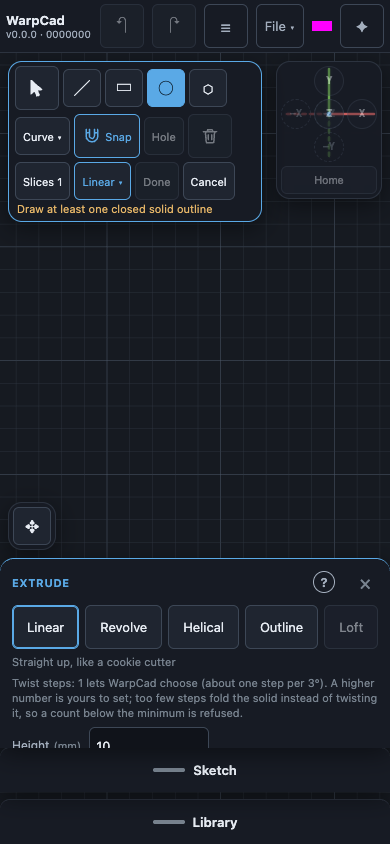 WarpCad
v0.0.0 · 0000000
File ▾
Curve ▾
Snap
Hole
Slices 1
Linear ▾
Done
Cancel
Draw at least one closed solid outline
Y
-X
Z
X
-Y
Home
EXTRUDE
?
×
Linear
Revolve
Helical
Outline
Loft
Straight up, like a cookie cutter
Twist steps: 1 lets WarpCad choose (about one step per 3°). A higher
number is yours to set; too few steps fold the solid instead of twisting
it, so a count below the minimum is refused.
Height (mm)
10
Sketch
Library